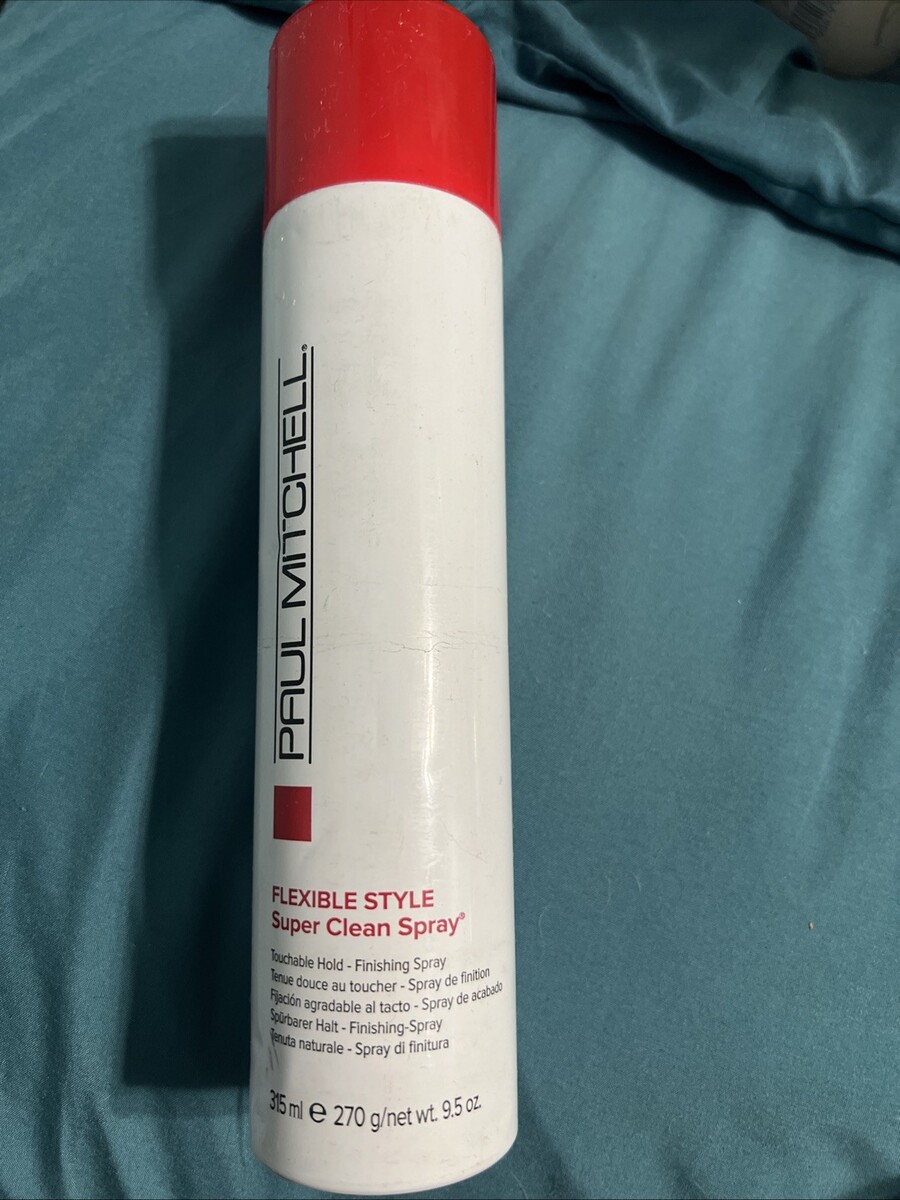 PAUL MITCHELL®
FLEXIBLE STYLE
Super Clean Spray®
Touchable Hold - Finishing Spray
Tenue douce au toucher - Spray de finition
Fijación agradable al tacto - Spray de acabado
Spürbarer Halt - Finishing-Spray
Tenuta naturale - Spray di finitura
315 ml ℮ 270 g/net wt. 9.5 oz.